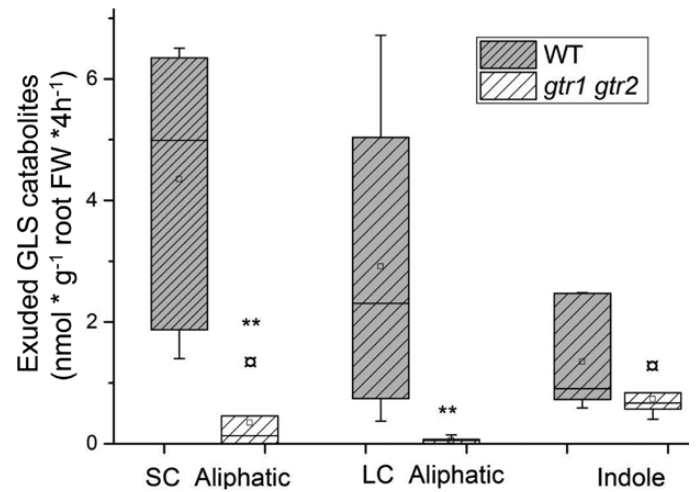 Exuded GLS catabolites
(nmol * g⁻¹ root FW *4h⁻¹)
6
4
2
0
WT
gtr1 gtr2
**
**
SC Aliphatic
LC Aliphatic
Indole